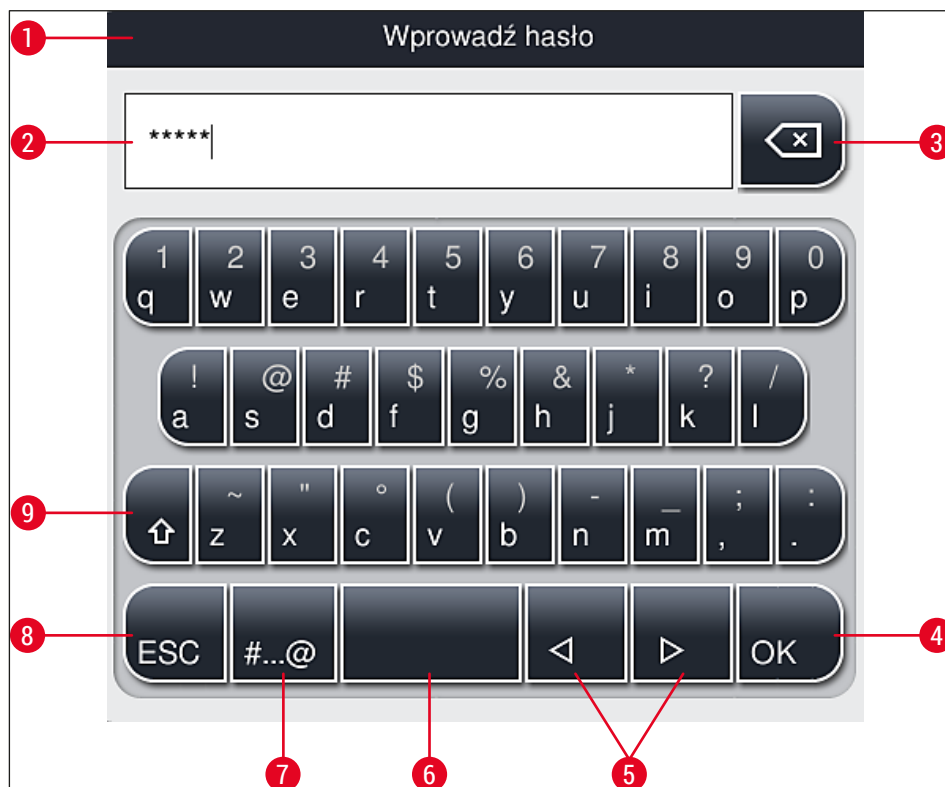 1 Wprowadź hasło
2 ***** 3
1 2 3 4 5 6 7 8 9 0
q w e r t y u i o p
! @ # $ % & * ? /
a s d f g h j k l
~ " ° ( ) - _ ; :
9 z x c v b n m , .
8 ESC #...@ OK 4
7 6 5